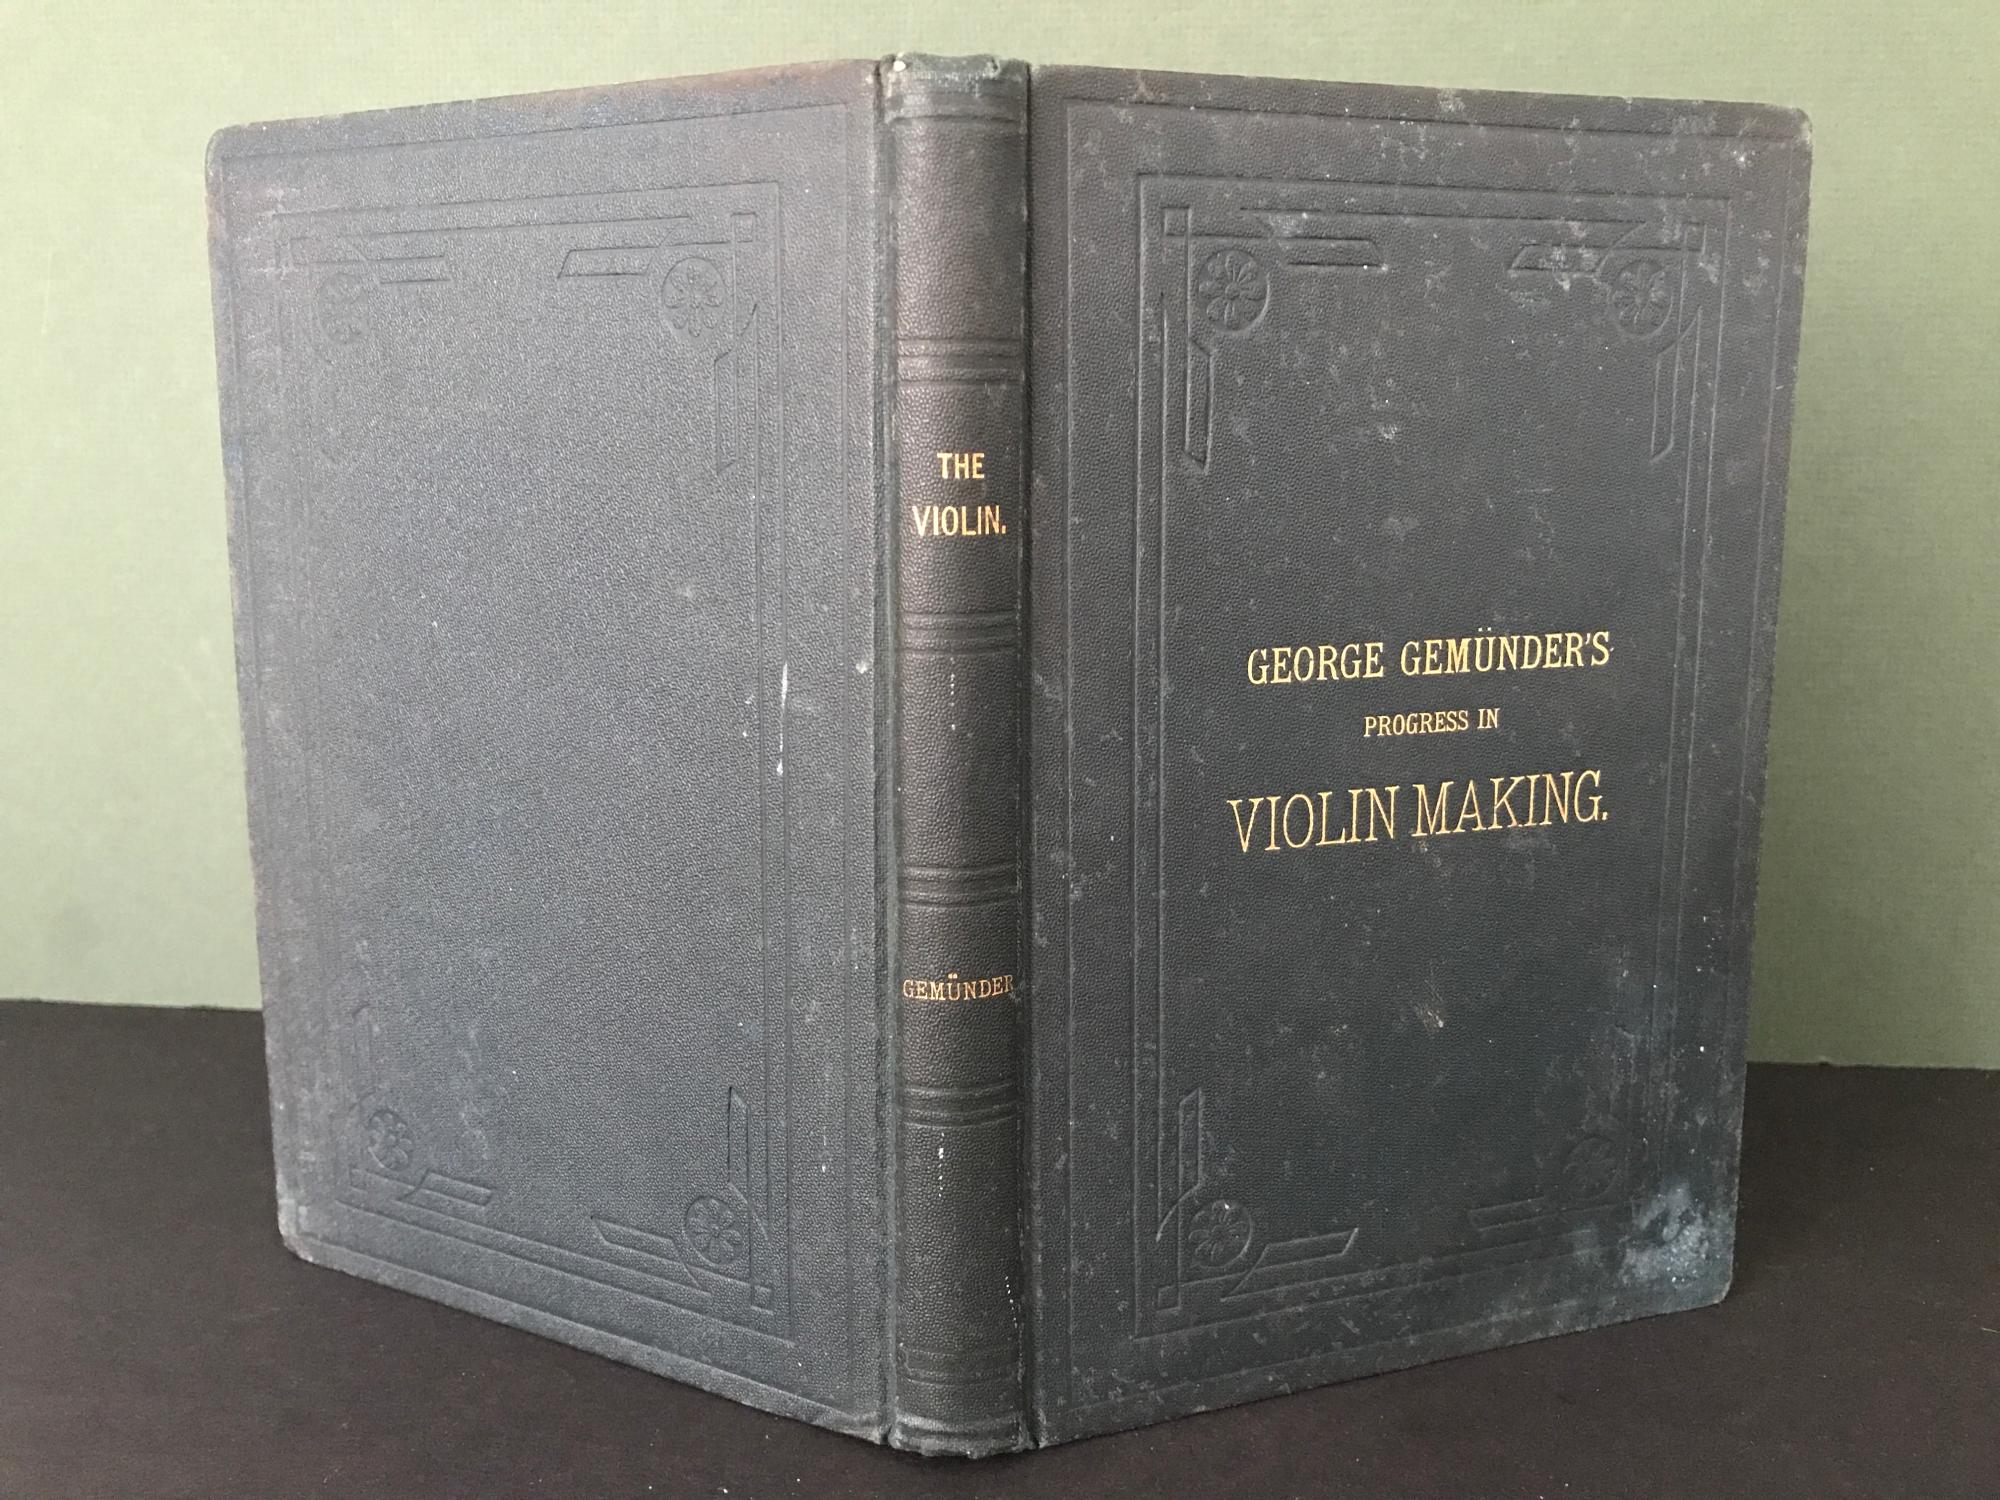 THE
VIOLIN.
GEMÜNDER
GEORGE GEMÜNDER'S
PROGRESS IN
VIOLIN MAKING.